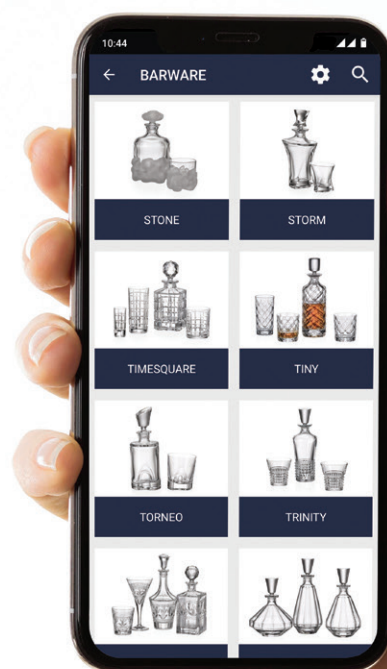 10:44
BARWARE
STONE
STORM
TIMESQUARE
TINY
TORNEO
TRINITY